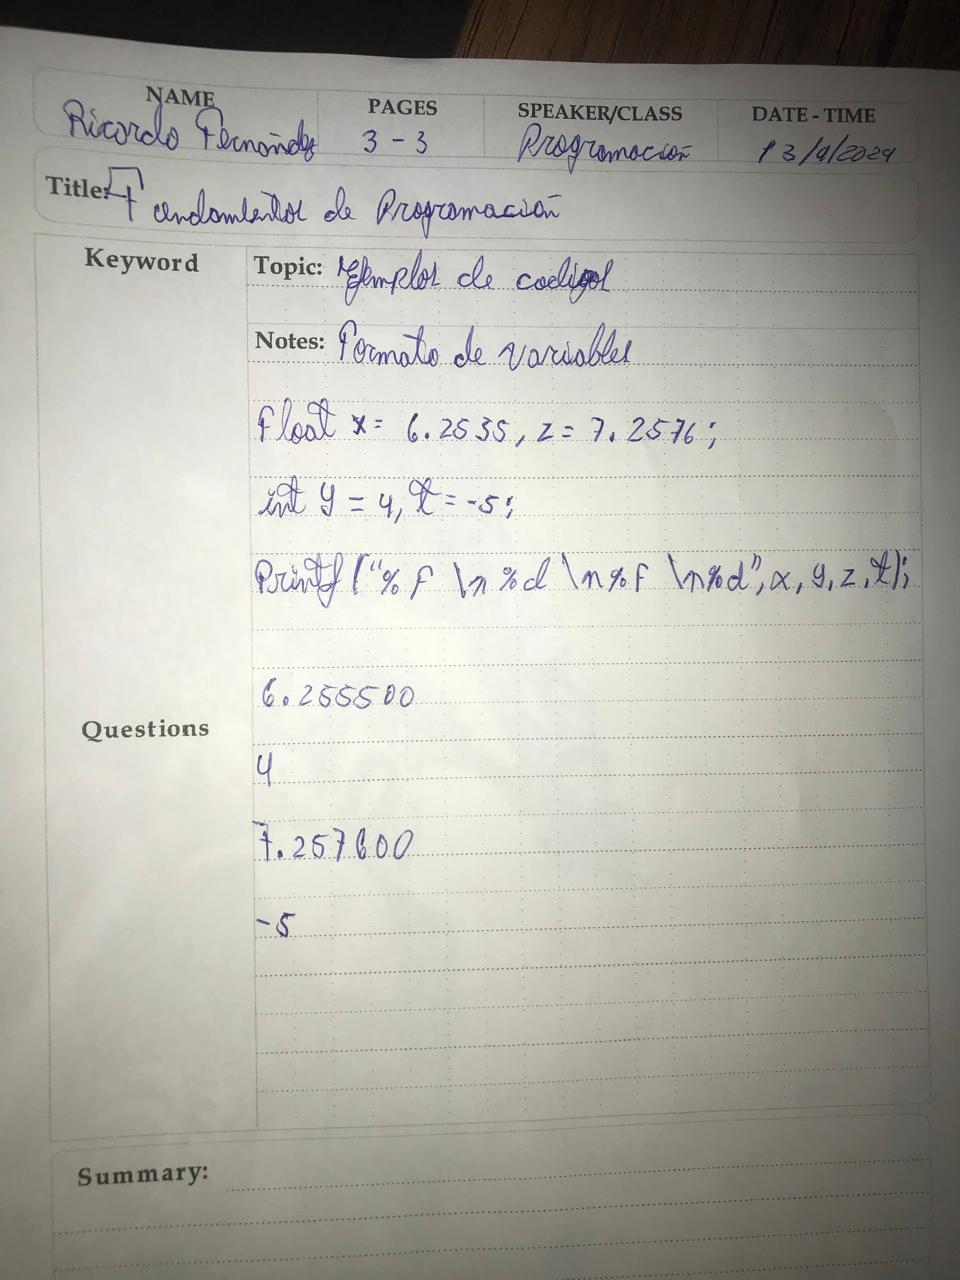 NAME PAGES SPEAKER/CLASS DATE - TIME
Ricardo Fernández 3 - 3 Programación 13/9/2024
Title: Fundamentos de Programación
Keyword
Topic: Ejemplos de codigos
Notes: Formato de variables
Float x = 6.2535, z = 7.2576;
int y = 4, t = -5;
Printf ("%f \n %d \n %f \n %d", x, y, z, t);
6.255500
Questions
4
7.257600
-5
Summary: